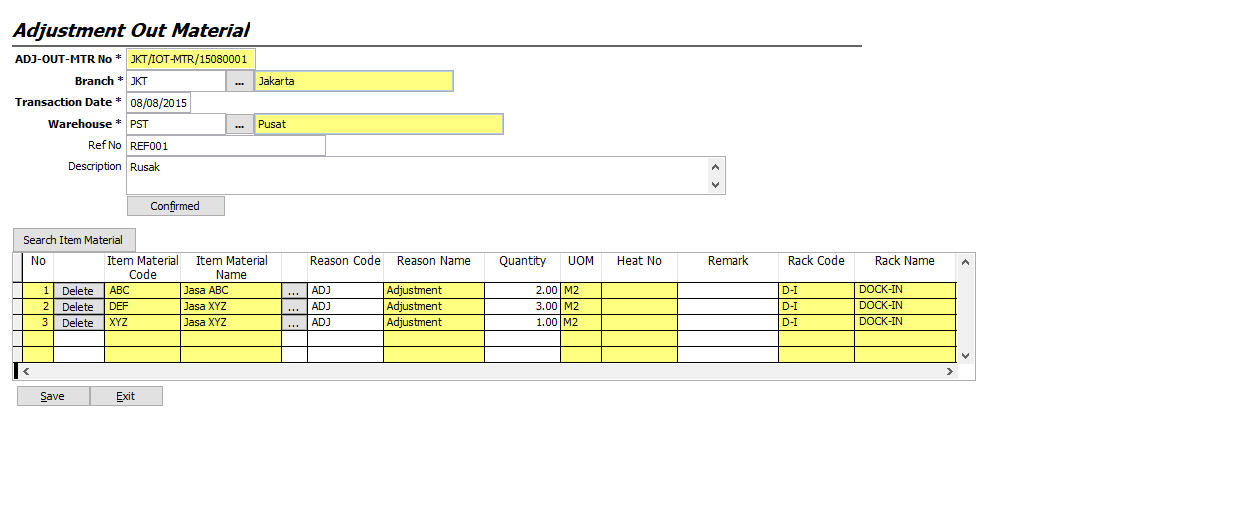 Adjustment Out Material
ADJ-OUT-MTR No * JKT/IOT-MTR/15080001
Branch * JKT ... Jakarta
Transaction Date * 08/08/2015
Warehouse * PST ... Pusat
Ref No REF001
Description Rusak
Confirmed
Search Item Material
No Item Material Code Item Material Name Reason Code Reason Name Quantity UOM Heat No Remark Rack Code Rack Name
1 Delete ABC Jasa ABC ... ADJ Adjustment 2.00 M2 D-I DOCK-IN
2 Delete DEF Jasa XYZ ... ADJ Adjustment 3.00 M2 D-I DOCK-IN
3 Delete XYZ Jasa XYZ ... ADJ Adjustment 1.00 M2 D-I DOCK-IN
Save Exit